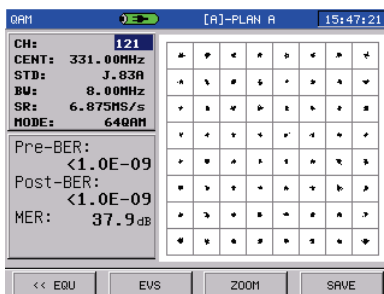 QAM [A]-PLAN A 15:47:21
CH: 121
CENT: 331.00MHz
STD: J.83A
BW: 8.00MHz
SR: 6.875MS/s
MODE: 64QAM
Pre-BER:
<1.0E-09
Post-BER:
<1.0E-09
MER: 37.9dB
<< EQU EVS ZOOM SAVE